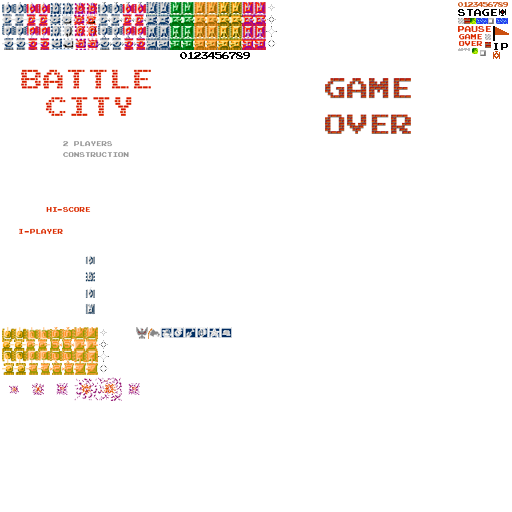 0123456789
STAGE
PAUSE
GAME
OVER
IP
0123456789
BATTLE
CITY
GAME
OVER
2 PLAYERS
CONSTRUCTION
HI-SCORE
I-PLAYER